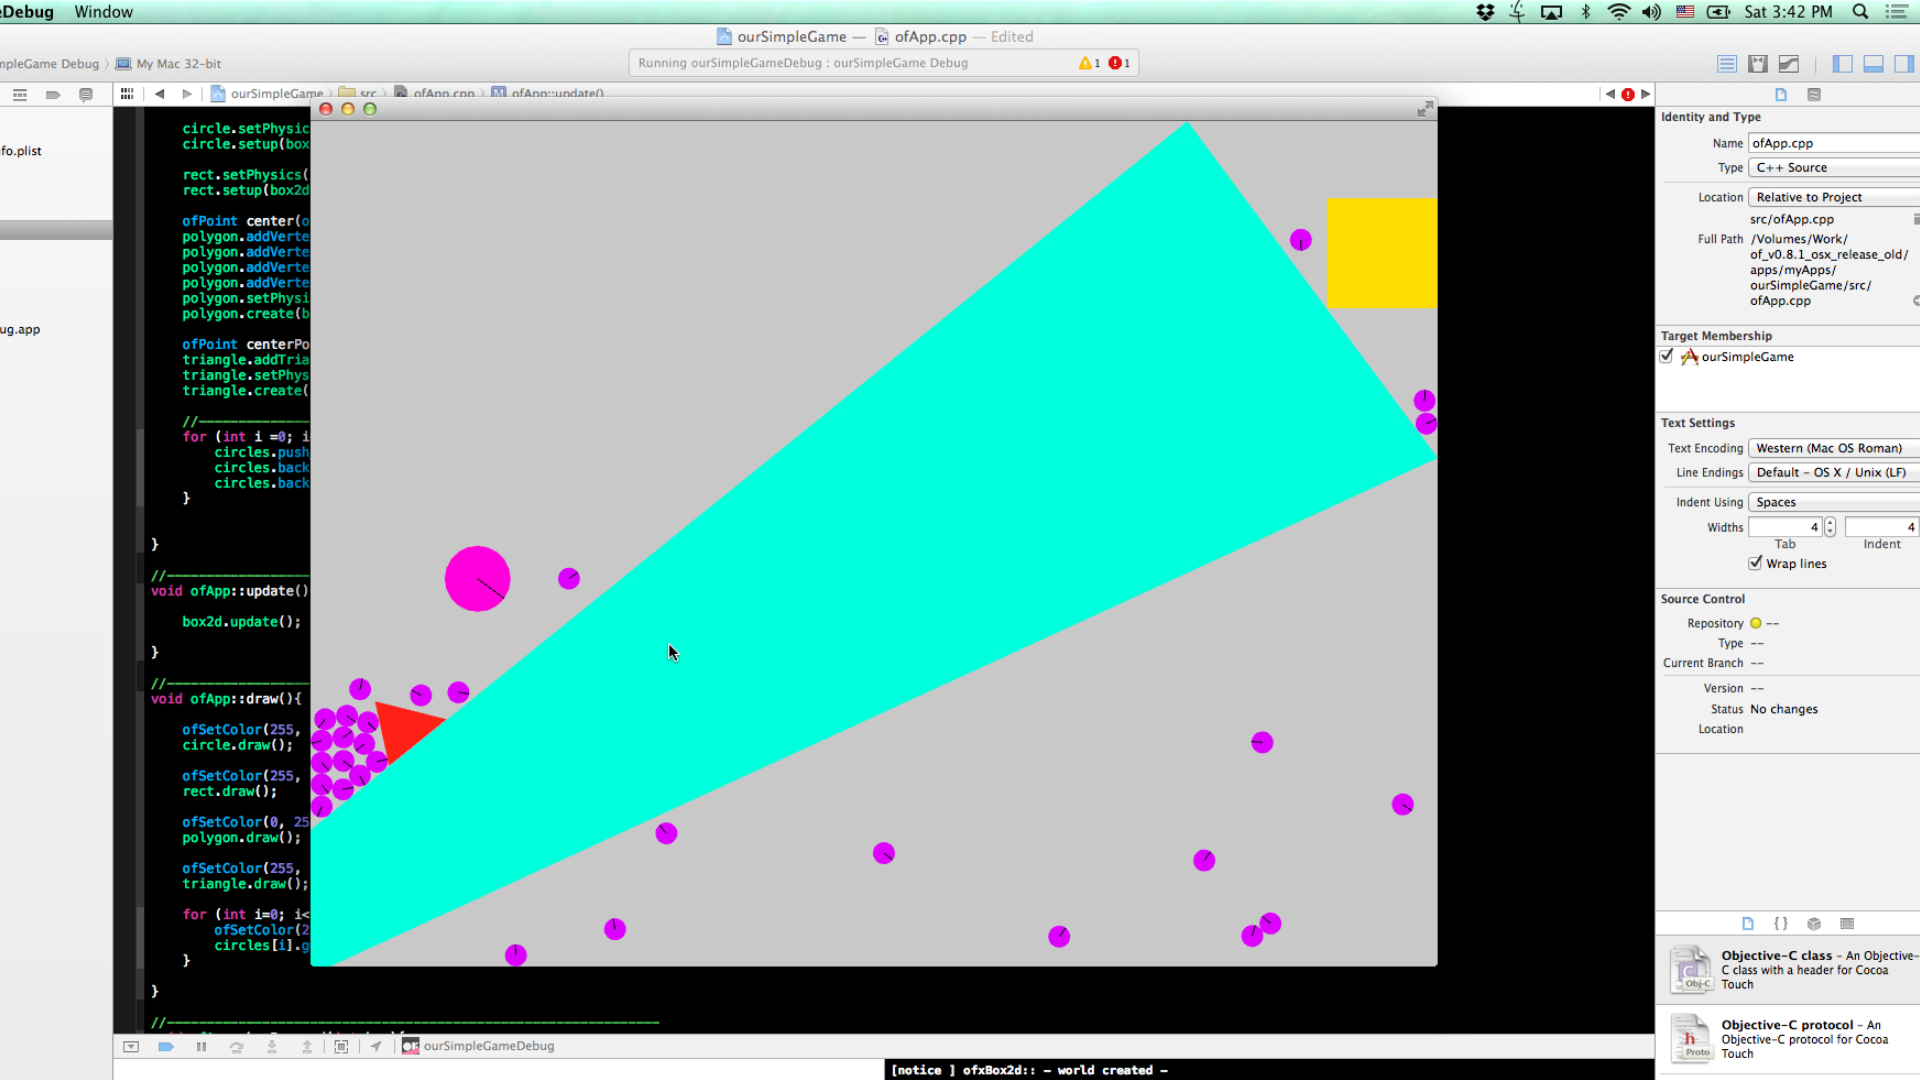 eDebug Window Sat 3:42 PM
ourSimpleGame — ofApp.cpp — Edited
mpleGame Debug My Mac 32-bit
Running ourSimpleGameDebug : ourSimpleGame Debug
1 1
ourSimpleGame src ofApp.cpp ofApp::update()
fo.plist
ug.app
circle.setPhysic
circle.setup(box
rect.setPhysics(
rect.setup(box2d
ofPoint center(o
polygon.addVerte
polygon.addVerte
polygon.addVerte
polygon.addVerte
polygon.setPhysi
polygon.create(b
ofPoint centerPo
triangle.addTria
triangle.setPhys
triangle.create(
//
for (int i =0; i
circles.push
circles.back
circles.back
}
}
//
void ofApp::update()
box2d.update();
}
//
void ofApp::draw(){
ofSetColor(255,
circle.draw();
ofSetColor(255,
rect.draw();
ofSetColor(0, 25
polygon.draw();
ofSetColor(255,
triangle.draw();
for (int i=0; i<
ofSetColor(2
circles[i].g
}
}
//
ourSimpleGameDebug
[notice ] ofxBox2d:: - world created -
Identity and Type
Name ofApp.cpp
Type C++ Source
Location Relative to Project
src/ofApp.cpp
Full Path /Volumes/Work/
of_v0.8.1_osx_release_old/
apps/myApps/
ourSimpleGame/src/
ofApp.cpp
Target Membership
ourSimpleGame
Text Settings
Text Encoding Western (Mac OS Roman)
Line Endings Default - OS X / Unix (LF)
Indent Using Spaces
Widths 4 4
Tab Indent
Wrap lines
Source Control
Repository --
Type --
Current Branch --
Version --
Status No changes
Location
{}
Obj-C
Objective-C class - An Objective-
C class with a header for Cocoa
Touch
Proto
Objective-C protocol - An
Objective-C protocol for Cocoa
Touch